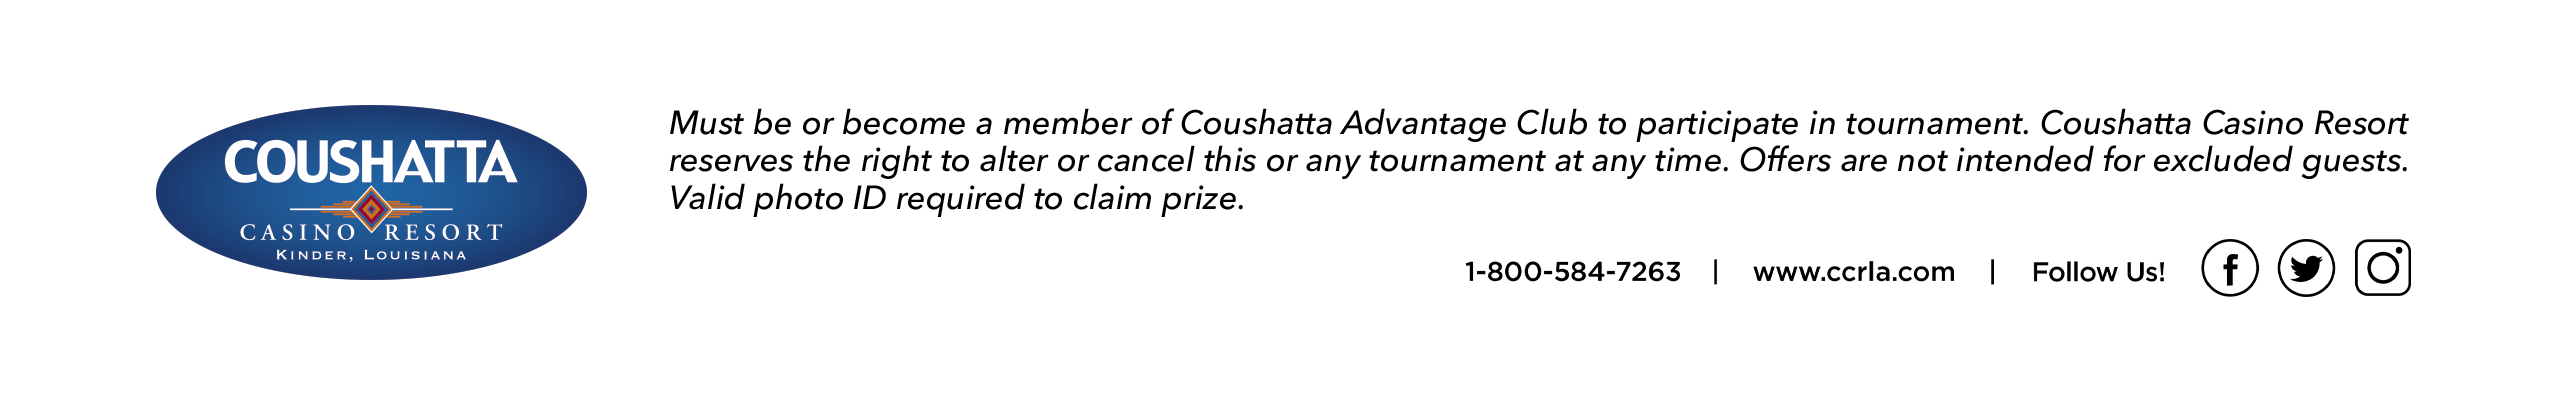 COUSHATTA
CASINO RESORT
KINDER, LOUISIANA
Must be or become a member of Coushatta Advantage Club to participate in tournament. Coushatta Casino Resort
reserves the right to alter or cancel this or any tournament at any time. Offers are not intended for excluded guests.
Valid photo ID required to claim prize.
1-800-584-7263 | www.ccrla.com | Follow Us!